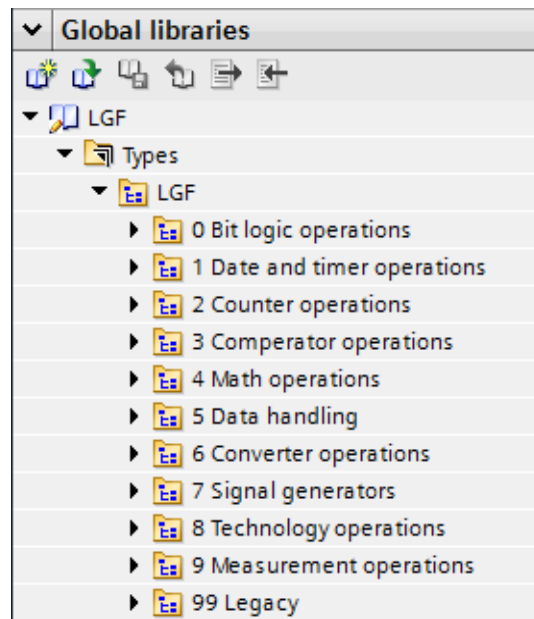 Global libraries
LGF
Types
LGF
0 Bit logic operations
1 Date and timer operations
2 Counter operations
3 Comperator operations
4 Math operations
5 Data handling
6 Converter operations
7 Signal generators
8 Technology operations
9 Measurement operations
99 Legacy